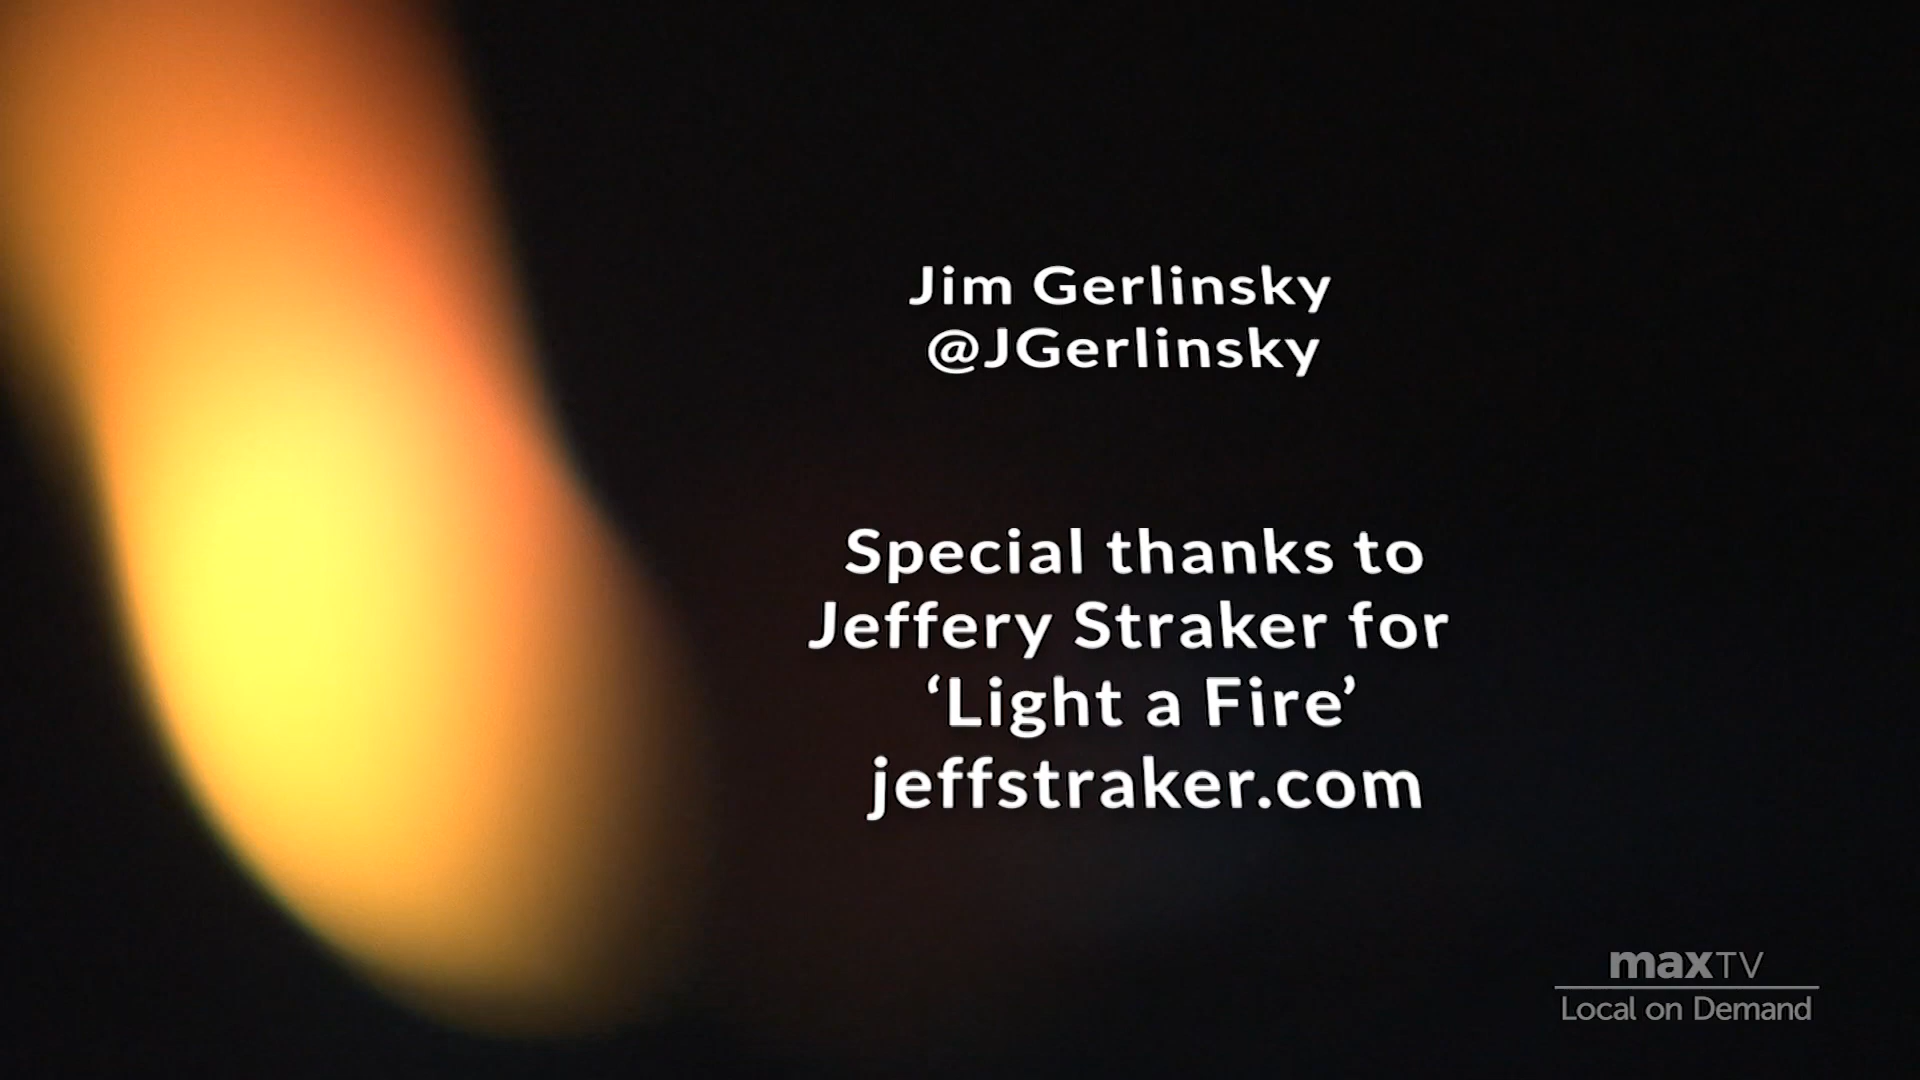 Jim Gerlinsky
@JGerlinsky
Special thanks to
Jeffery Straker for
‘Light a Fire’
jeffstraker.com
maxTV
Local on Demand